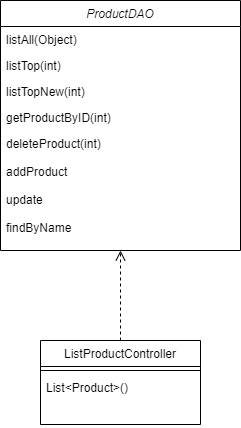 ProductDAO
listAll(Object)
listTop(int)
listTopNew(int)
getProductByID(int)
deleteProduct(int)
addProduct
update
findByName
ListProductController
List<Product>()